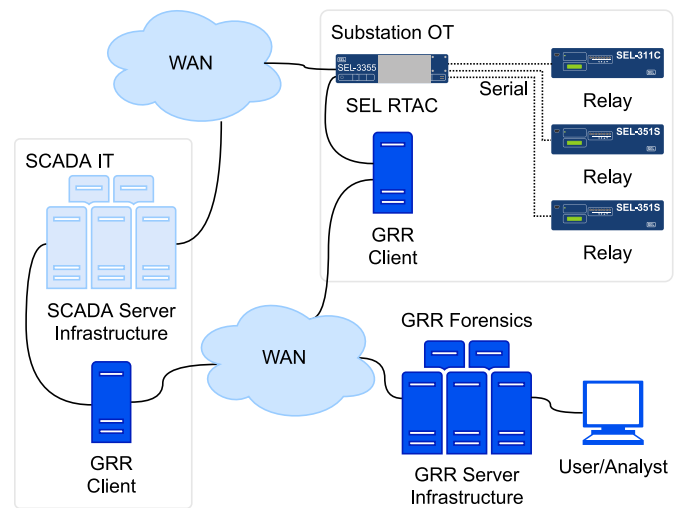 Substation OT
WAN
SEL-3355
SEL RTAC
Serial
SEL-311C
Relay
SEL-351S
Relay
SEL-351S
Relay
GRR
Client
SCADA IT
SCADA Server
Infrastructure
GRR
Client
WAN
GRR Forensics
GRR Server
Infrastructure
User/Analyst